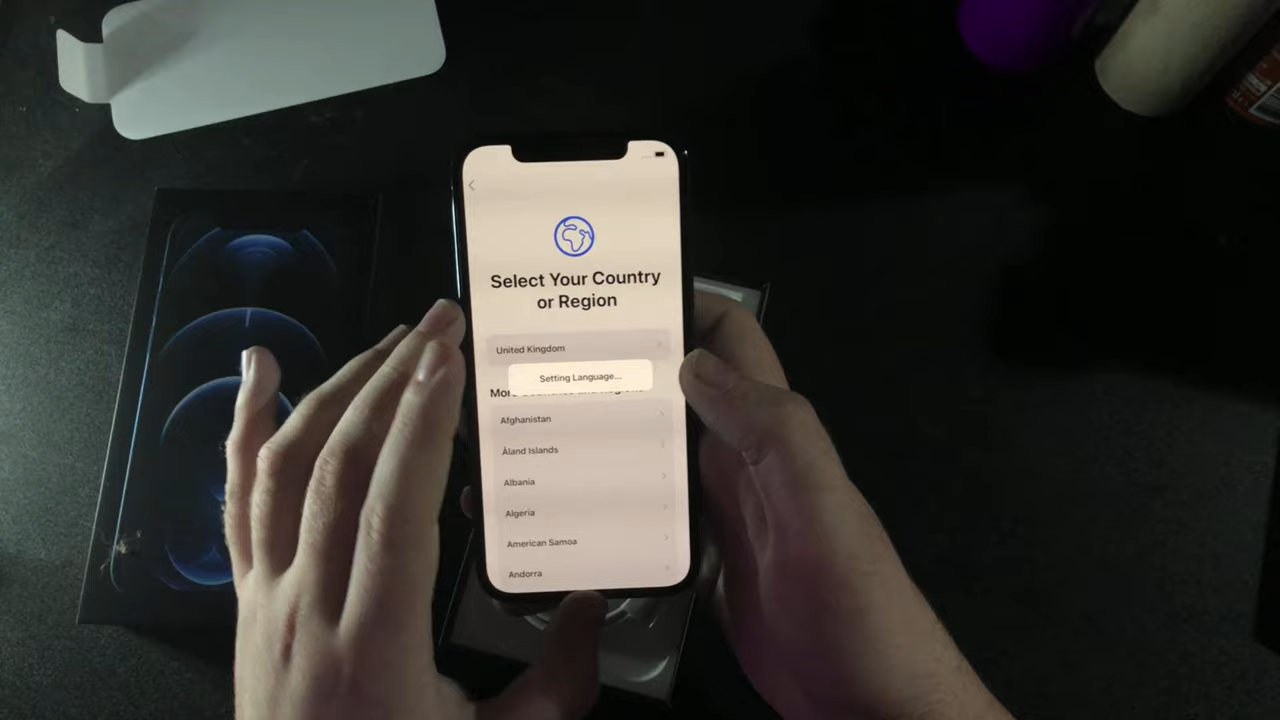 Select Your Country
or Region
United Kingdom
Setting Language...
Afghanistan
Åland Islands
Albania
Algeria
American Samoa
Andorra